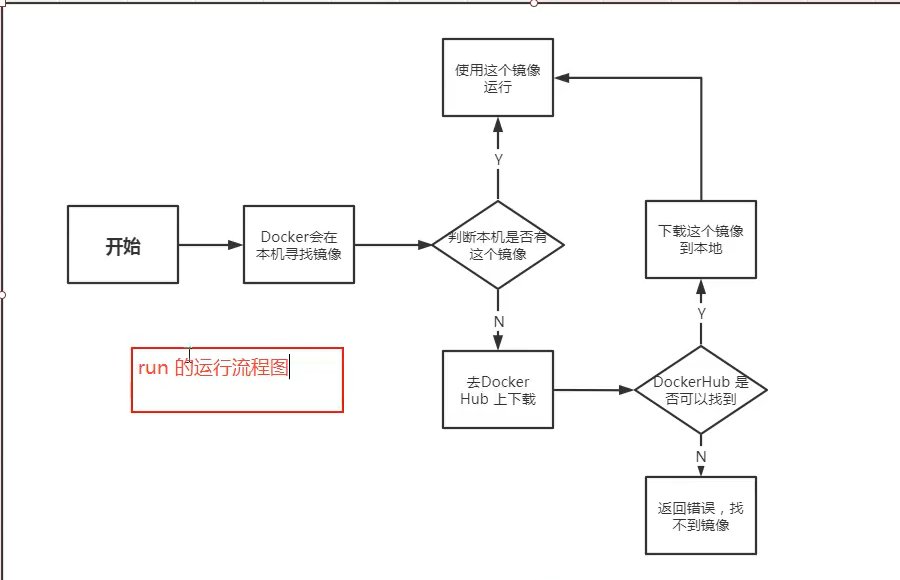 使用这个镜像
运行
Y
开始
Docker会在
本机寻找镜像
判断本机是否有
这个镜像
下载这个镜像
到本地
N
Y
run 的运行流程图
去Docker
Hub 上下载
DockerHub 是
否可以找到
N
返回错误，找
不到镜像